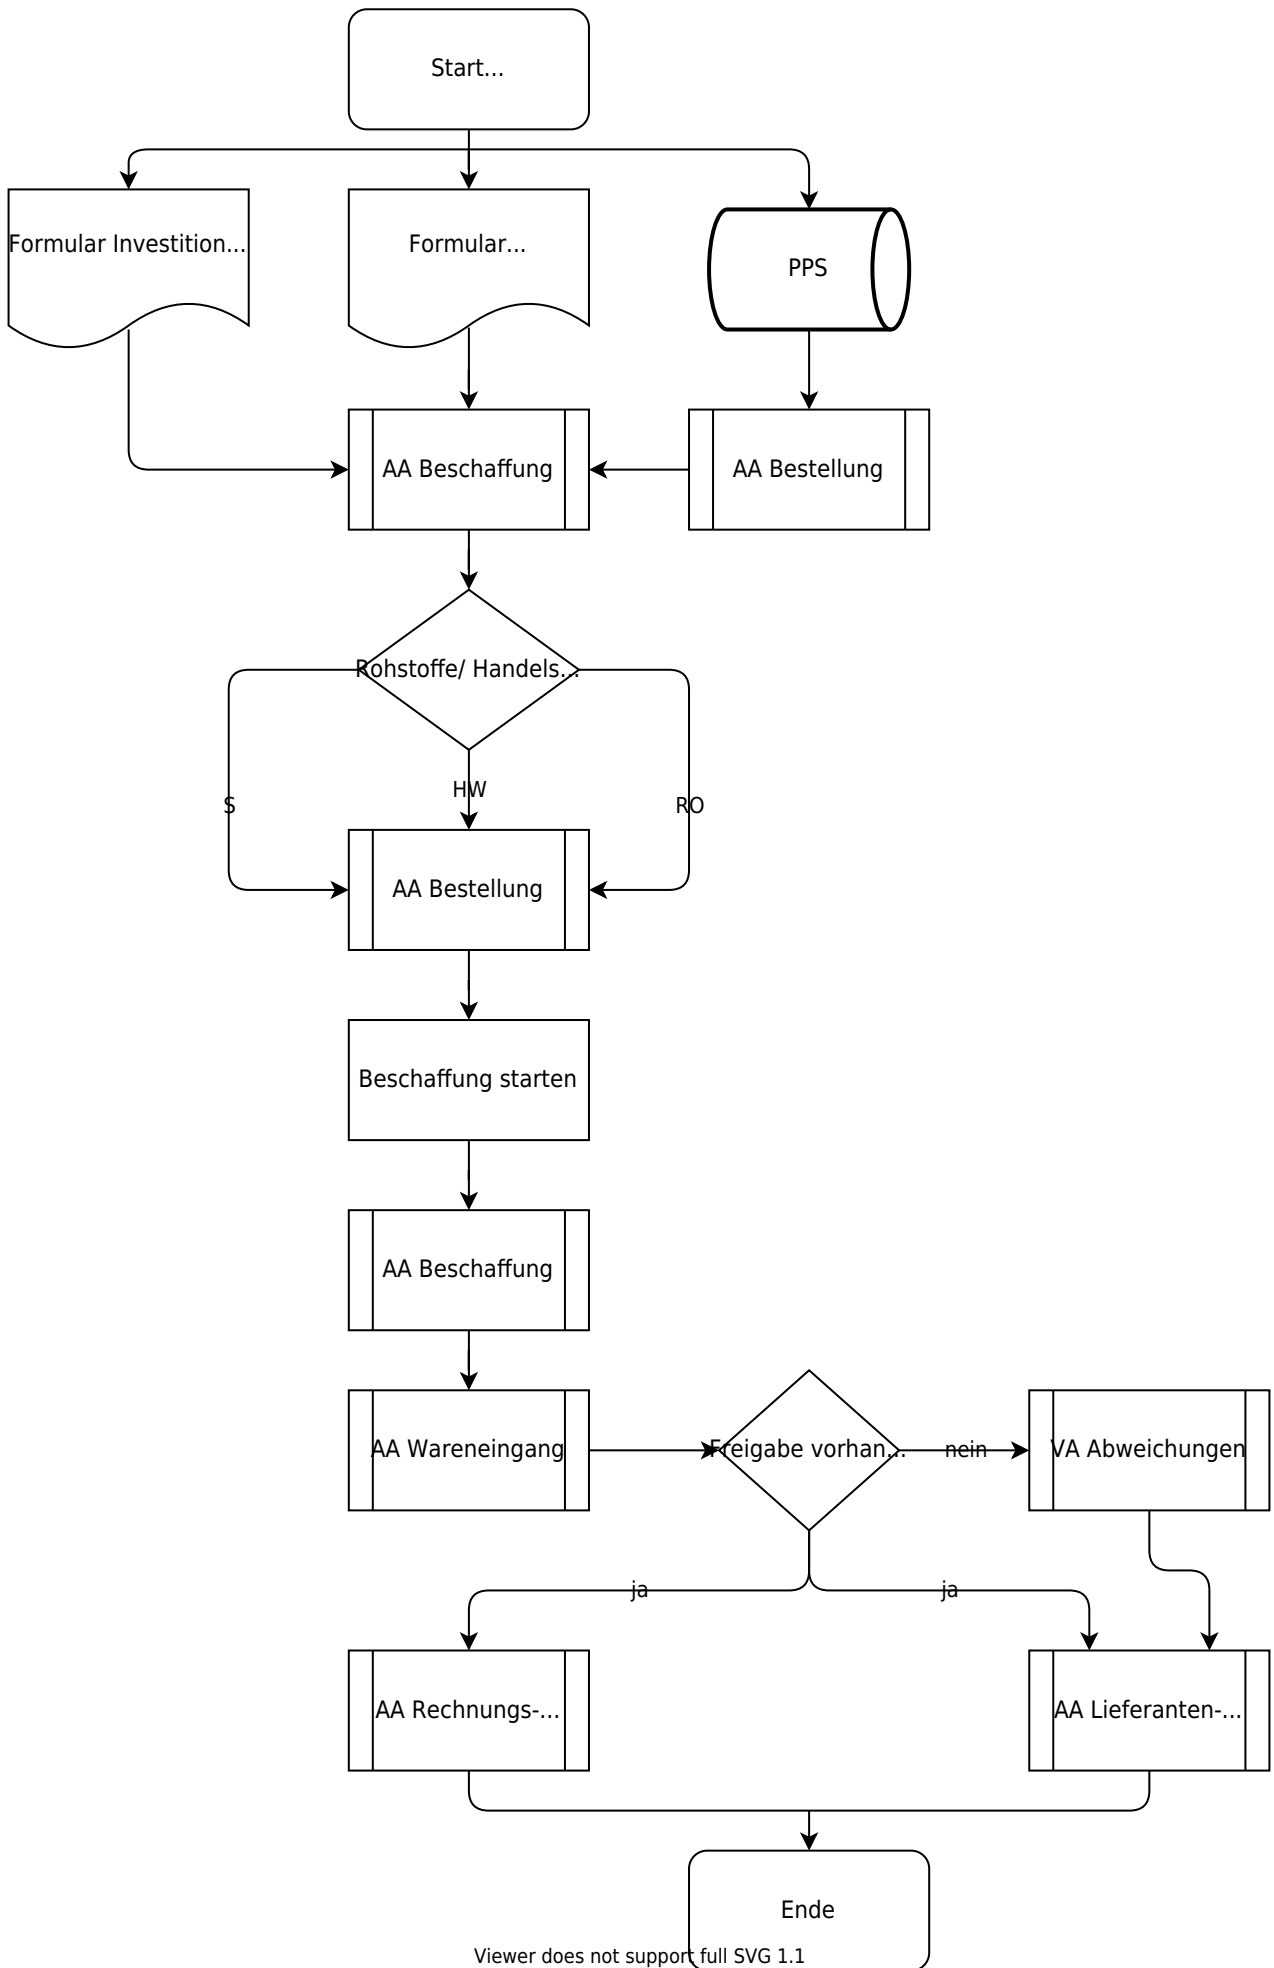 Start...
Formular Investition...
Formular...
PPS
AA Beschaffung
AA Bestellung
Rohstoffe/ Handels...
S
HW
RO
AA Bestellung
Beschaffung starten
AA Beschaffung
AA Wareneingang
Freigabe vorhan...
nein
VA Abweichungen
ja
ja
AA Rechnungs-...
AA Lieferanten-...
Ende
Viewer does not support full SVG 1.1